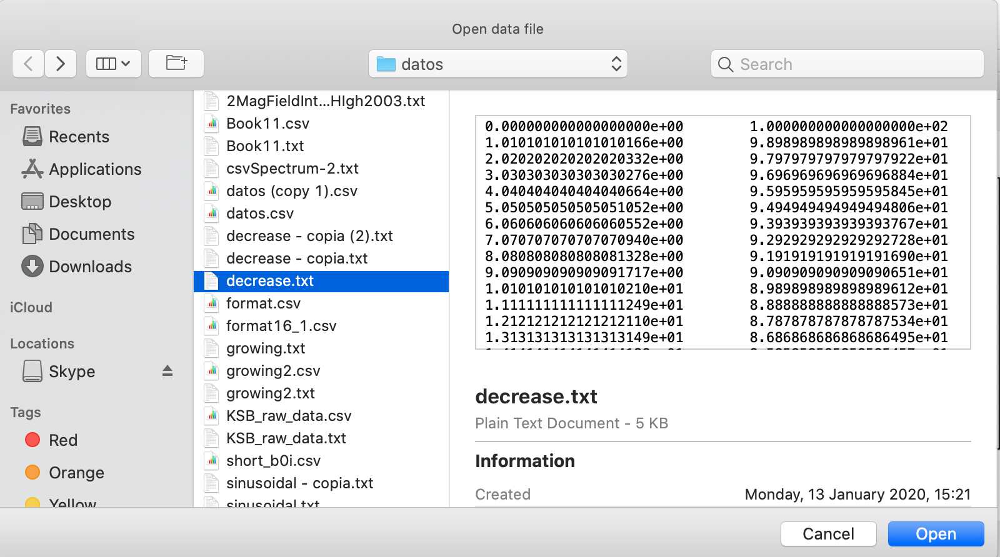 Open data file
datos
Search
Favorites
Recents
Applications
Desktop
Documents
Downloads
iCloud
Locations
Skype
Tags
Red
Orange
Yellow
2MagFieldInt...HIgh2003.txt
Book11.csv
Book11.txt
csvSpectrum-2.txt
datos (copy 1).csv
datos.csv
decrease - copia (2).txt
decrease - copia.txt
decrease.txt
format.csv
format16_1.csv
growing.txt
growing2.csv
growing2.txt
KSB_raw_data.csv
KSB_raw_data.txt
short_b0i.csv
sinusoidal - copia.txt
sinusoidal.txt
0.000000000000000000e+00 1.000000000000000000e+02
1.010101010101010166e+00 9.898989898989898961e+01
2.020202020202020332e+00 9.797979797979797922e+01
3.030303030303030276e+00 9.696969696969696884e+01
4.040404040404040664e+00 9.595959595959595845e+01
5.050505050505051052e+00 9.494949494949494806e+01
6.060606060606060552e+00 9.393939393939393767e+01
7.070707070707070940e+00 9.292929292929292728e+01
8.080808080808081328e+00 9.191919191919191690e+01
9.090909090909091717e+00 9.090909090909090651e+01
1.010101010101010210e+01 8.989898989898989612e+01
1.111111111111111249e+01 8.888888888888888573e+01
1.212121212121212110e+01 8.787878787878787534e+01
1.313131313131313149e+01 8.686868686868686495e+01
decrease.txt
Plain Text Document - 5 KB
Information
Created Monday, 13 January 2020, 15:21
Cancel
Open